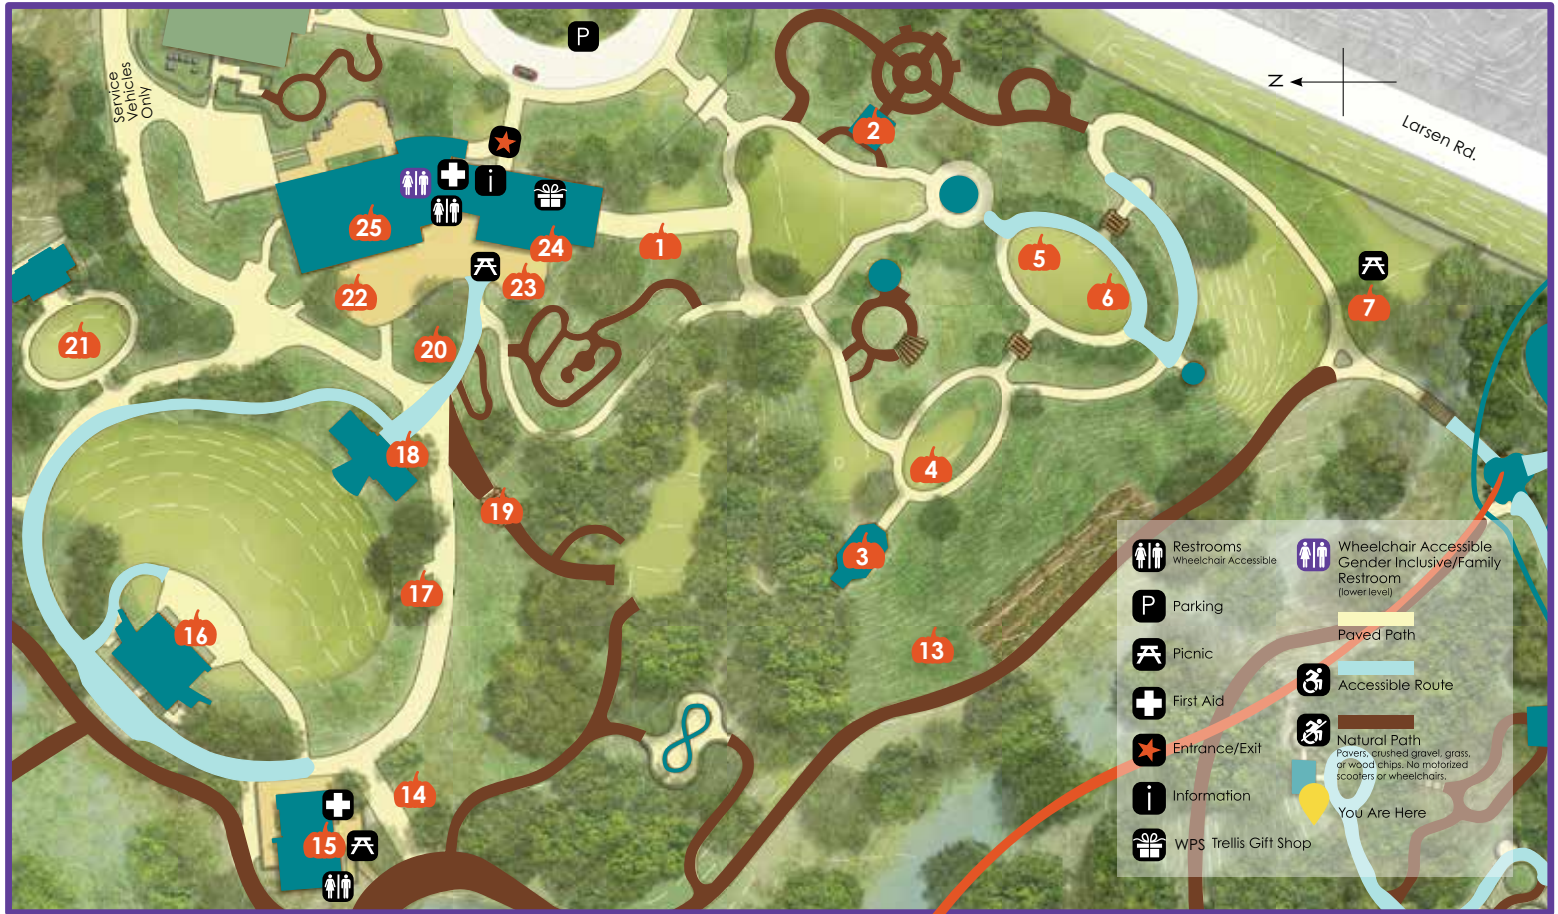 P
Service
Vehicles
Only
N
Larsen Rd.
2
i
25
24
1
5
22
23
6
7
21
20
18
4
19
3
17
16
13
14
15
Restrooms
Wheelchair Accessible
P
Parking
Picnic
First Aid
Entrance/Exit
i
Information
WPS Trellis Gift Shop
Wheelchair Accessible
Gender Inclusive/Family
Restroom
(lower level)
Paved Path
Accessible Route
Natural Path
Pavers, crushed gravel, grass,
or wood chips. No motorized
scooters or wheelchairs.
You Are Here